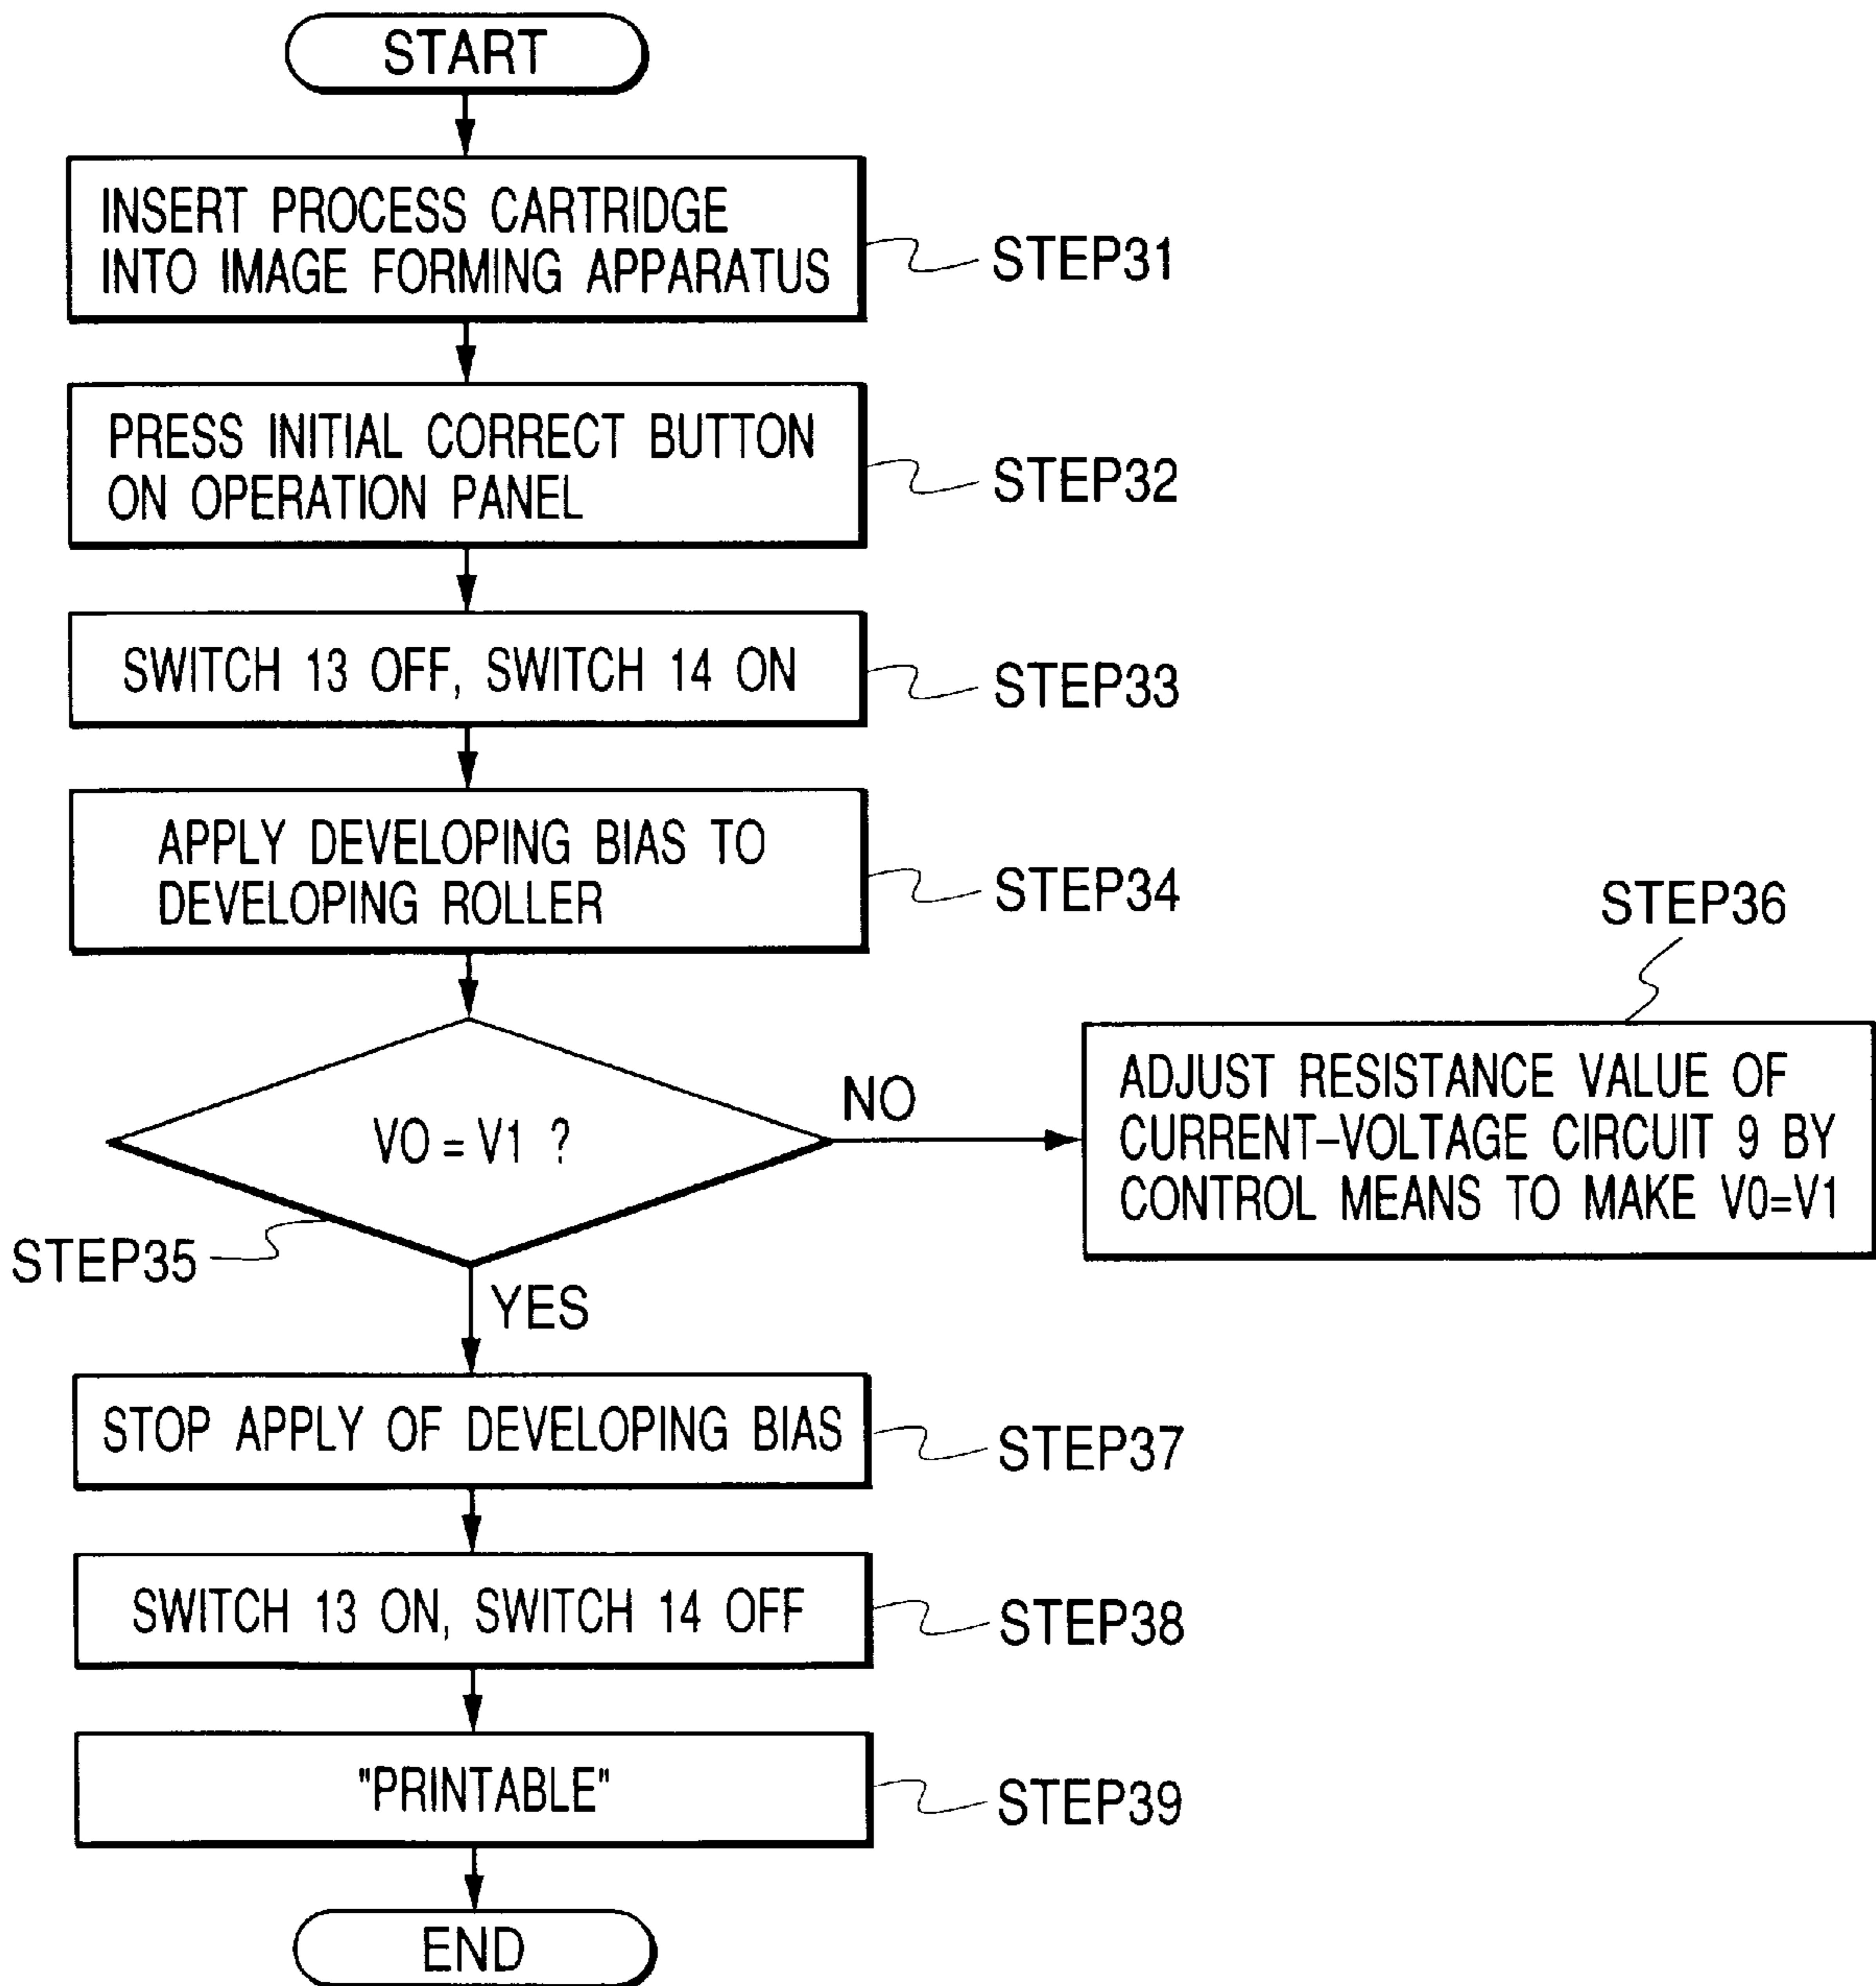 START
INSERT PROCESS CARTRIDGE
INTO IMAGE FORMING APPARATUS
STEP31
PRESS INITIAL CORRECT BUTTON
ON OPERATION PANEL
STEP32
SWITCH 13 OFF, SWITCH 14 ON
STEP33
APPLY DEVELOPING BIAS TO
DEVELOPING ROLLER
STEP34
V0 = V1 ?
STEP35
NO
STEP36
ADJUST RESISTANCE VALUE OF
CURRENT-VOLTAGE CIRCUIT 9 BY
CONTROL MEANS TO MAKE V0=V1
YES
STOP APPLY OF DEVELOPING BIAS
STEP37
SWITCH 13 ON, SWITCH 14 OFF
STEP38
"PRINTABLE"
STEP39
END